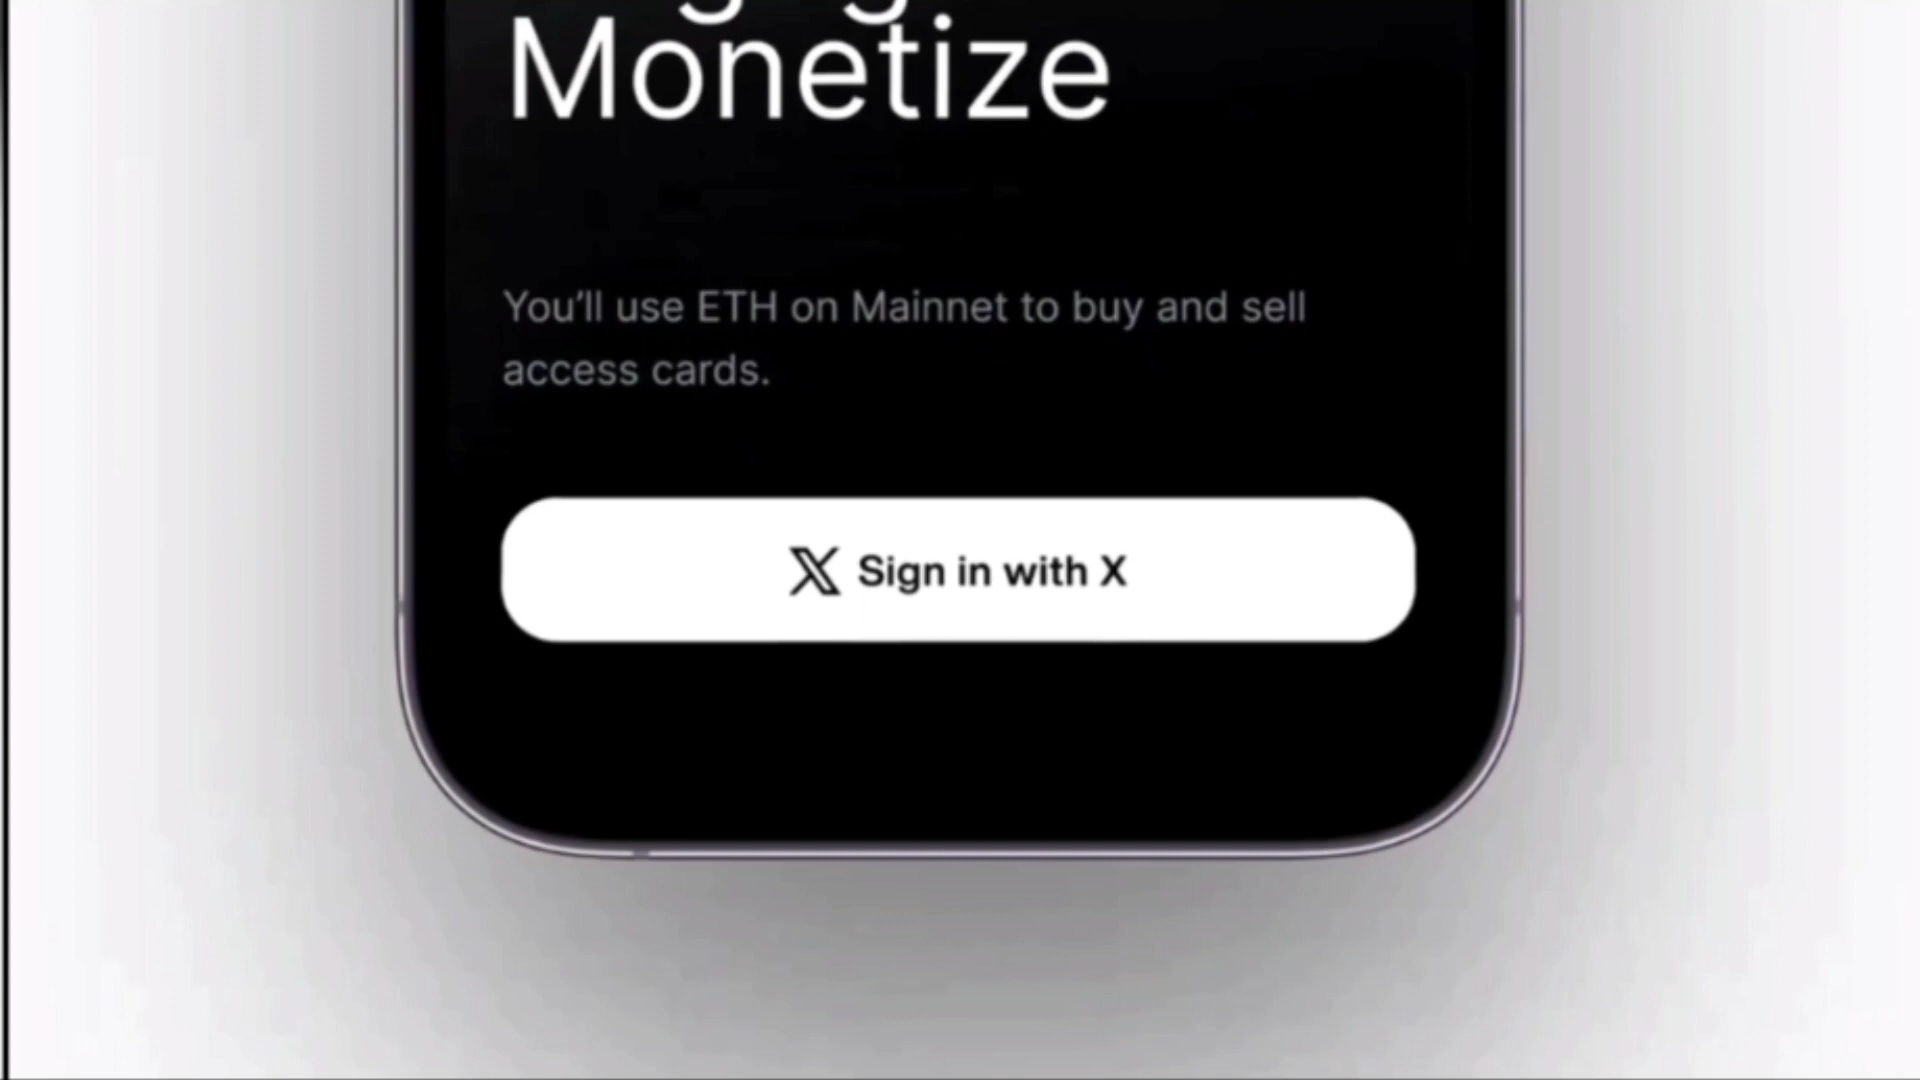 Monetize
You’ll use ETH on Mainnet to buy and sell
access cards.
Sign in with X